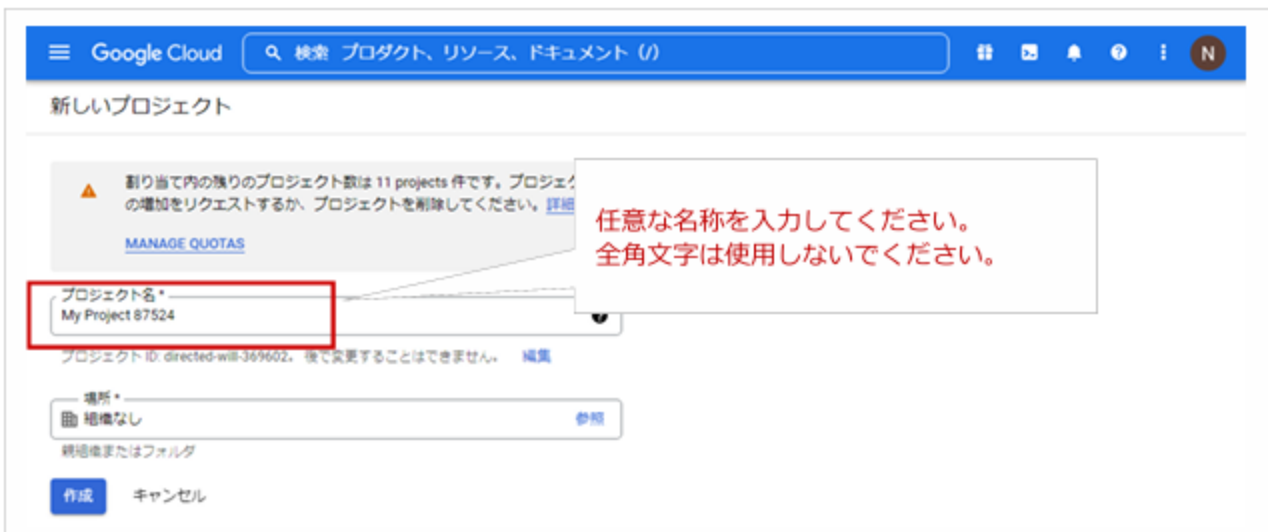 Google Cloud
検索 プロダクト、リソース、ドキュメント (/)
N
新しいプロジェクト
割り当て内の残りのプロジェクト数は 11 projects 件です。プロジェク
の増加をリクエストするか、プロジェクトを削除してください。詳細
MANAGE QUOTAS
任意な名称を入力してください。
全角文字は使用しないでください。
プロジェクト名 *
My Project 87524
プロジェクト ID: directed-will-369602。後で変更することはできません。 編集
場所 *
組織なし 参照
親組織またはフォルダ
作成 キャンセル